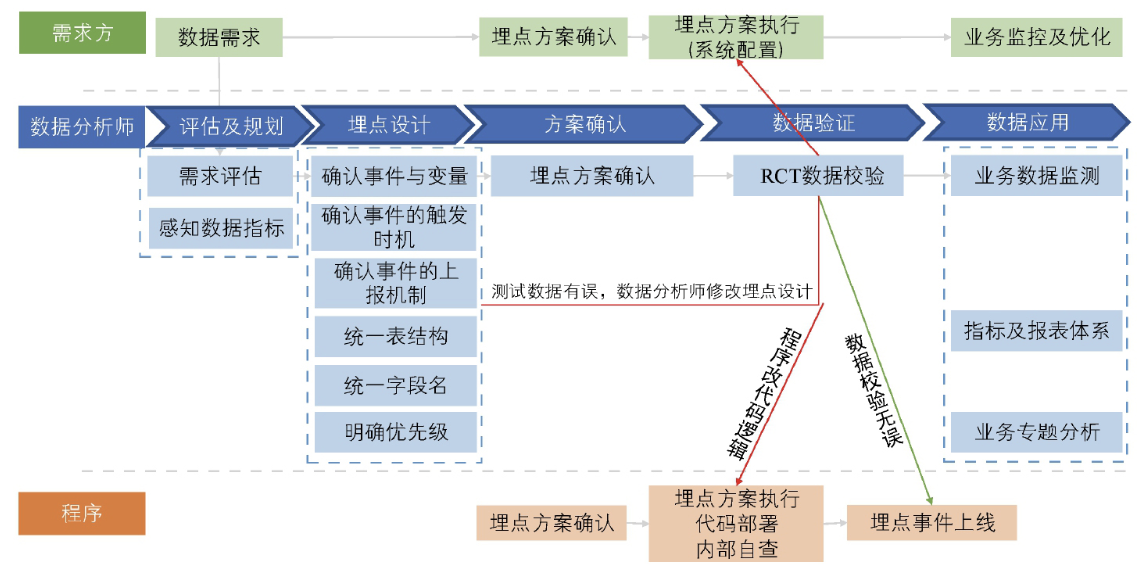 需求方
数据需求
埋点方案确认
埋点方案执行
(系统配置)
业务监控及优化
数据分析师
评估及规划
埋点设计
方案确认
数据验证
数据应用
需求评估
确认事件与变量
埋点方案确认
RCT数据校验
业务数据监测
感知数据指标
确认事件的触发
时机
确认事件的上
报机制
测试数据有误，数据分析师修改埋点设计
统一表结构
程序改代码逻辑
数据校验无误
指标及报表体系
统一字段名
明确优先级
业务专题分析
程序
埋点方案确认
埋点方案执行
代码部署
内部自查
埋点事件上线